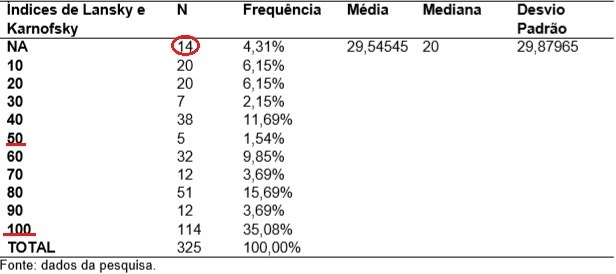 Índices de Lansky e Karnofsky N Frequência Média Mediana Desvio Padrão
NA 14 4,31% 29,54545 20 29,87965
10 20 6,15%
20 20 6,15%
30 7 2,15%
40 38 11,69%
50 5 1,54%
60 32 9,85%
70 12 3,69%
80 51 15,69%
90 12 3,69%
100 114 35,08%
TOTAL 325 100,00%
Fonte: dados da pesquisa.